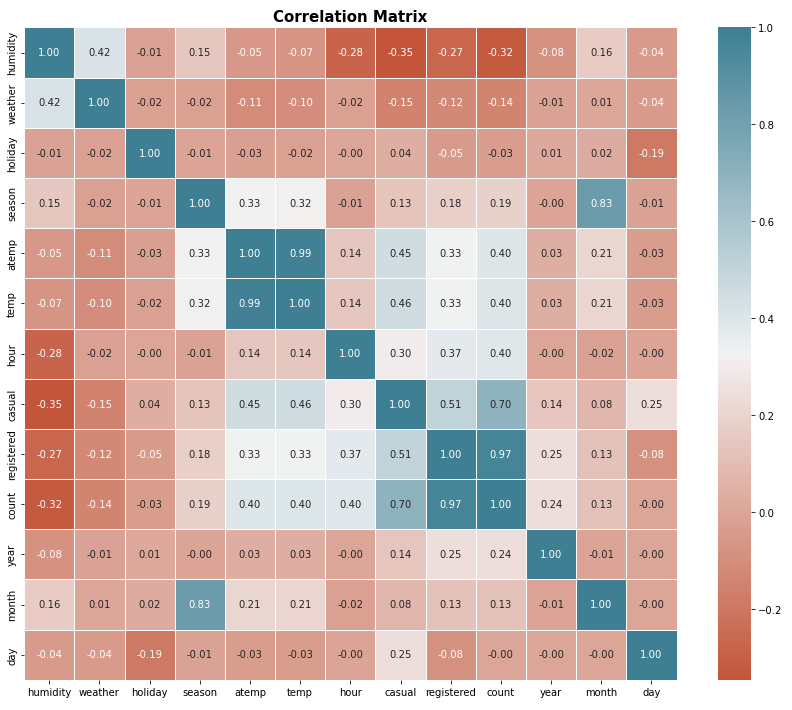 Correlation Matrix
humidity 1.00 0.42 -0.01 0.15 -0.05 -0.07 -0.28 -0.35 -0.27 -0.32 -0.08 0.16 -0.04
weather 0.42 1.00 -0.02 -0.02 -0.11 -0.10 -0.02 -0.15 -0.12 -0.14 -0.01 0.01 -0.04
holiday -0.01 -0.02 1.00 -0.01 -0.03 -0.02 -0.00 0.04 -0.05 -0.03 0.01 0.02 -0.19
season 0.15 -0.02 -0.01 1.00 0.33 0.32 -0.01 0.13 0.18 0.19 -0.00 0.83 -0.01
atemp -0.05 -0.11 -0.03 0.33 1.00 0.99 0.14 0.45 0.33 0.40 0.03 0.21 -0.03
temp -0.07 -0.10 -0.02 0.32 0.99 1.00 0.14 0.46 0.33 0.40 0.03 0.21 -0.03
hour -0.28 -0.02 -0.00 -0.01 0.14 0.14 1.00 0.30 0.37 0.40 -0.00 -0.02 -0.00
casual -0.35 -0.15 0.04 0.13 0.45 0.46 0.30 1.00 0.51 0.70 0.14 0.08 0.25
registered -0.27 -0.12 -0.05 0.18 0.33 0.33 0.37 0.51 1.00 0.97 0.25 0.13 -0.08
count -0.32 -0.14 -0.03 0.19 0.40 0.40 0.40 0.70 0.97 1.00 0.24 0.13 -0.00
year -0.08 -0.01 0.01 -0.00 0.03 0.03 -0.00 0.14 0.25 0.24 1.00 -0.01 -0.00
month 0.16 0.01 0.02 0.83 0.21 0.21 -0.02 0.08 0.13 0.13 -0.01 1.00 -0.00
day -0.04 -0.04 -0.19 -0.01 -0.03 -0.03 -0.00 0.25 -0.08 -0.00 -0.00 -0.00 1.00
humidity weather holiday season atemp temp hour casual registered count year month day
1.0
0.8
0.6
0.4
0.2
0.0
−0.2